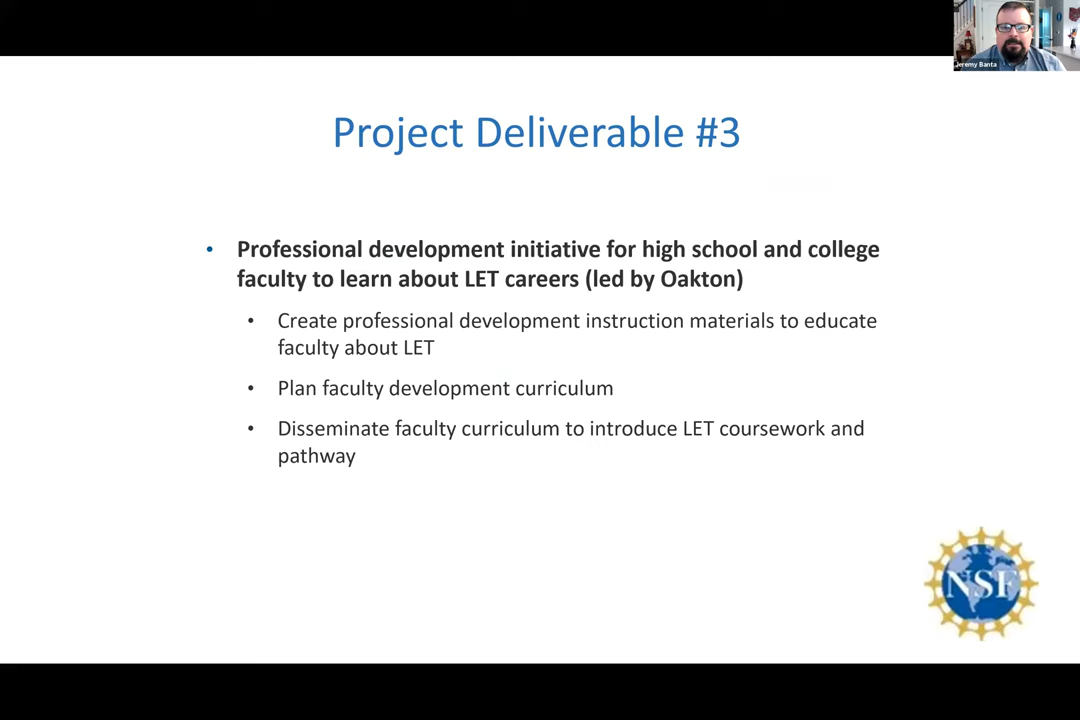 Jeremy Banta
Project Deliverable #3
• Professional development initiative for high school and college
faculty to learn about LET careers (led by Oakton)
• Create professional development instruction materials to educate
faculty about LET
• Plan faculty development curriculum
• Disseminate faculty curriculum to introduce LET coursework and
pathway
NSF